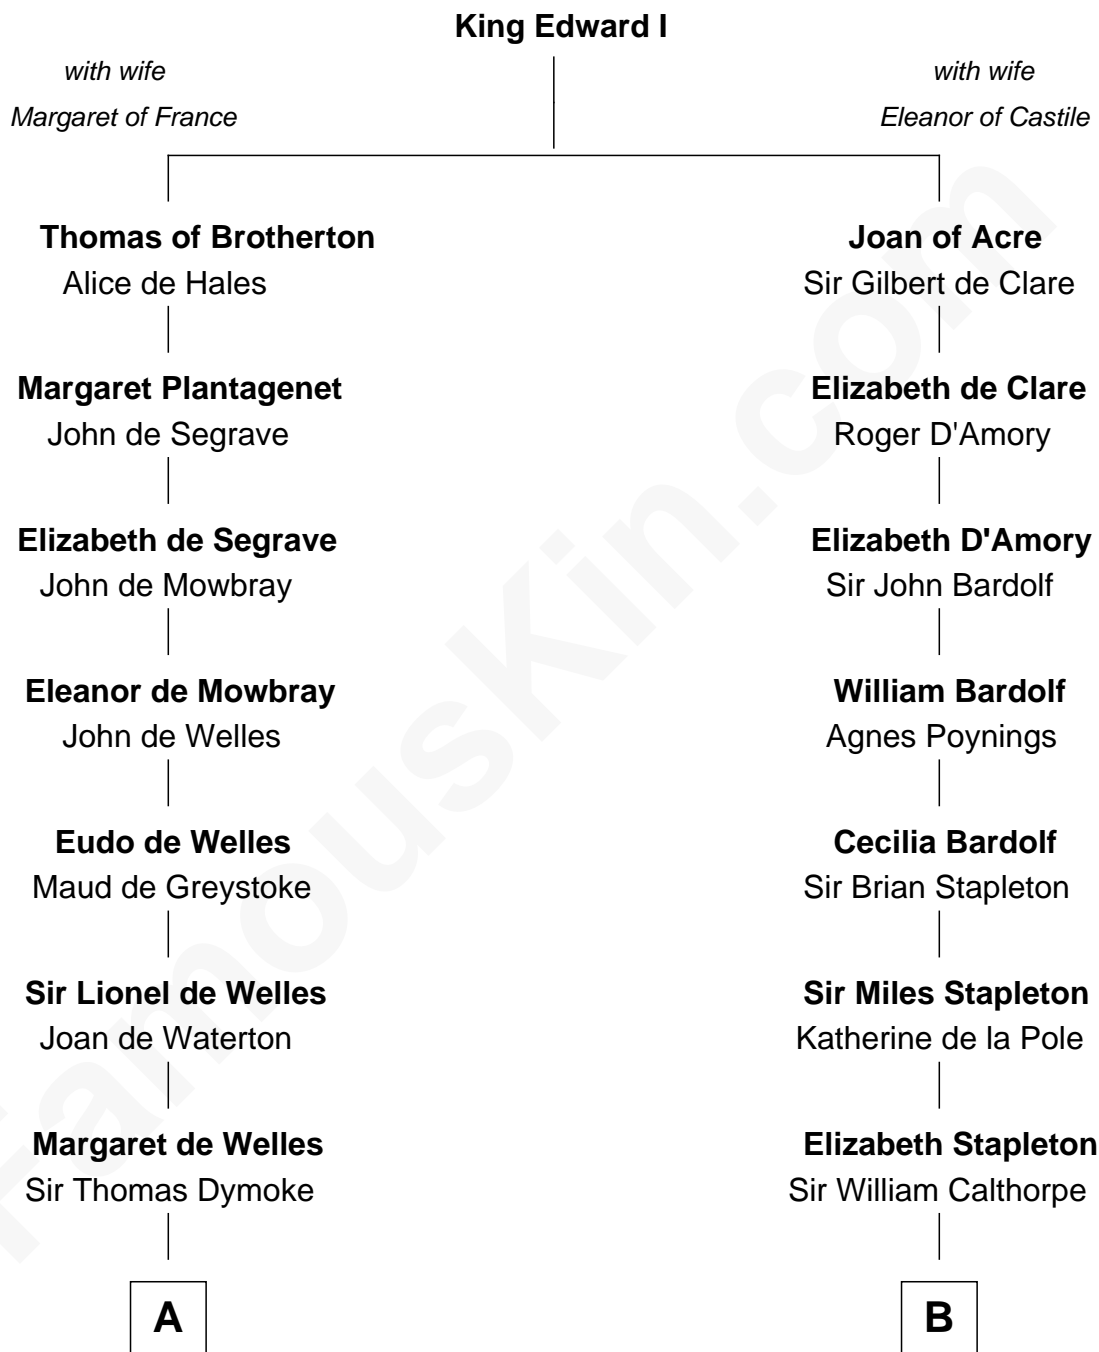 King Edward I
with wife
Margaret of France
with wife
Eleanor of Castile
Thomas of Brotherton
Alice de Hales
Joan of Acre
Sir Gilbert de Clare
Margaret Plantagenet
John de Segrave
Elizabeth de Clare
Roger D'Amory
Elizabeth de Segrave
John de Mowbray
Elizabeth D'Amory
Sir John Bardolf
Eleanor de Mowbray
John de Welles
William Bardolf
Agnes Poynings
Eudo de Welles
Maud de Greystoke
Cecilia Bardolf
Sir Brian Stapleton
Sir Lionel de Welles
Joan de Waterton
Sir Miles Stapleton
Katherine de la Pole
Margaret de Welles
Sir Thomas Dymoke
Elizabeth Stapleton
Sir William Calthorpe
A
B
FamousKin.com